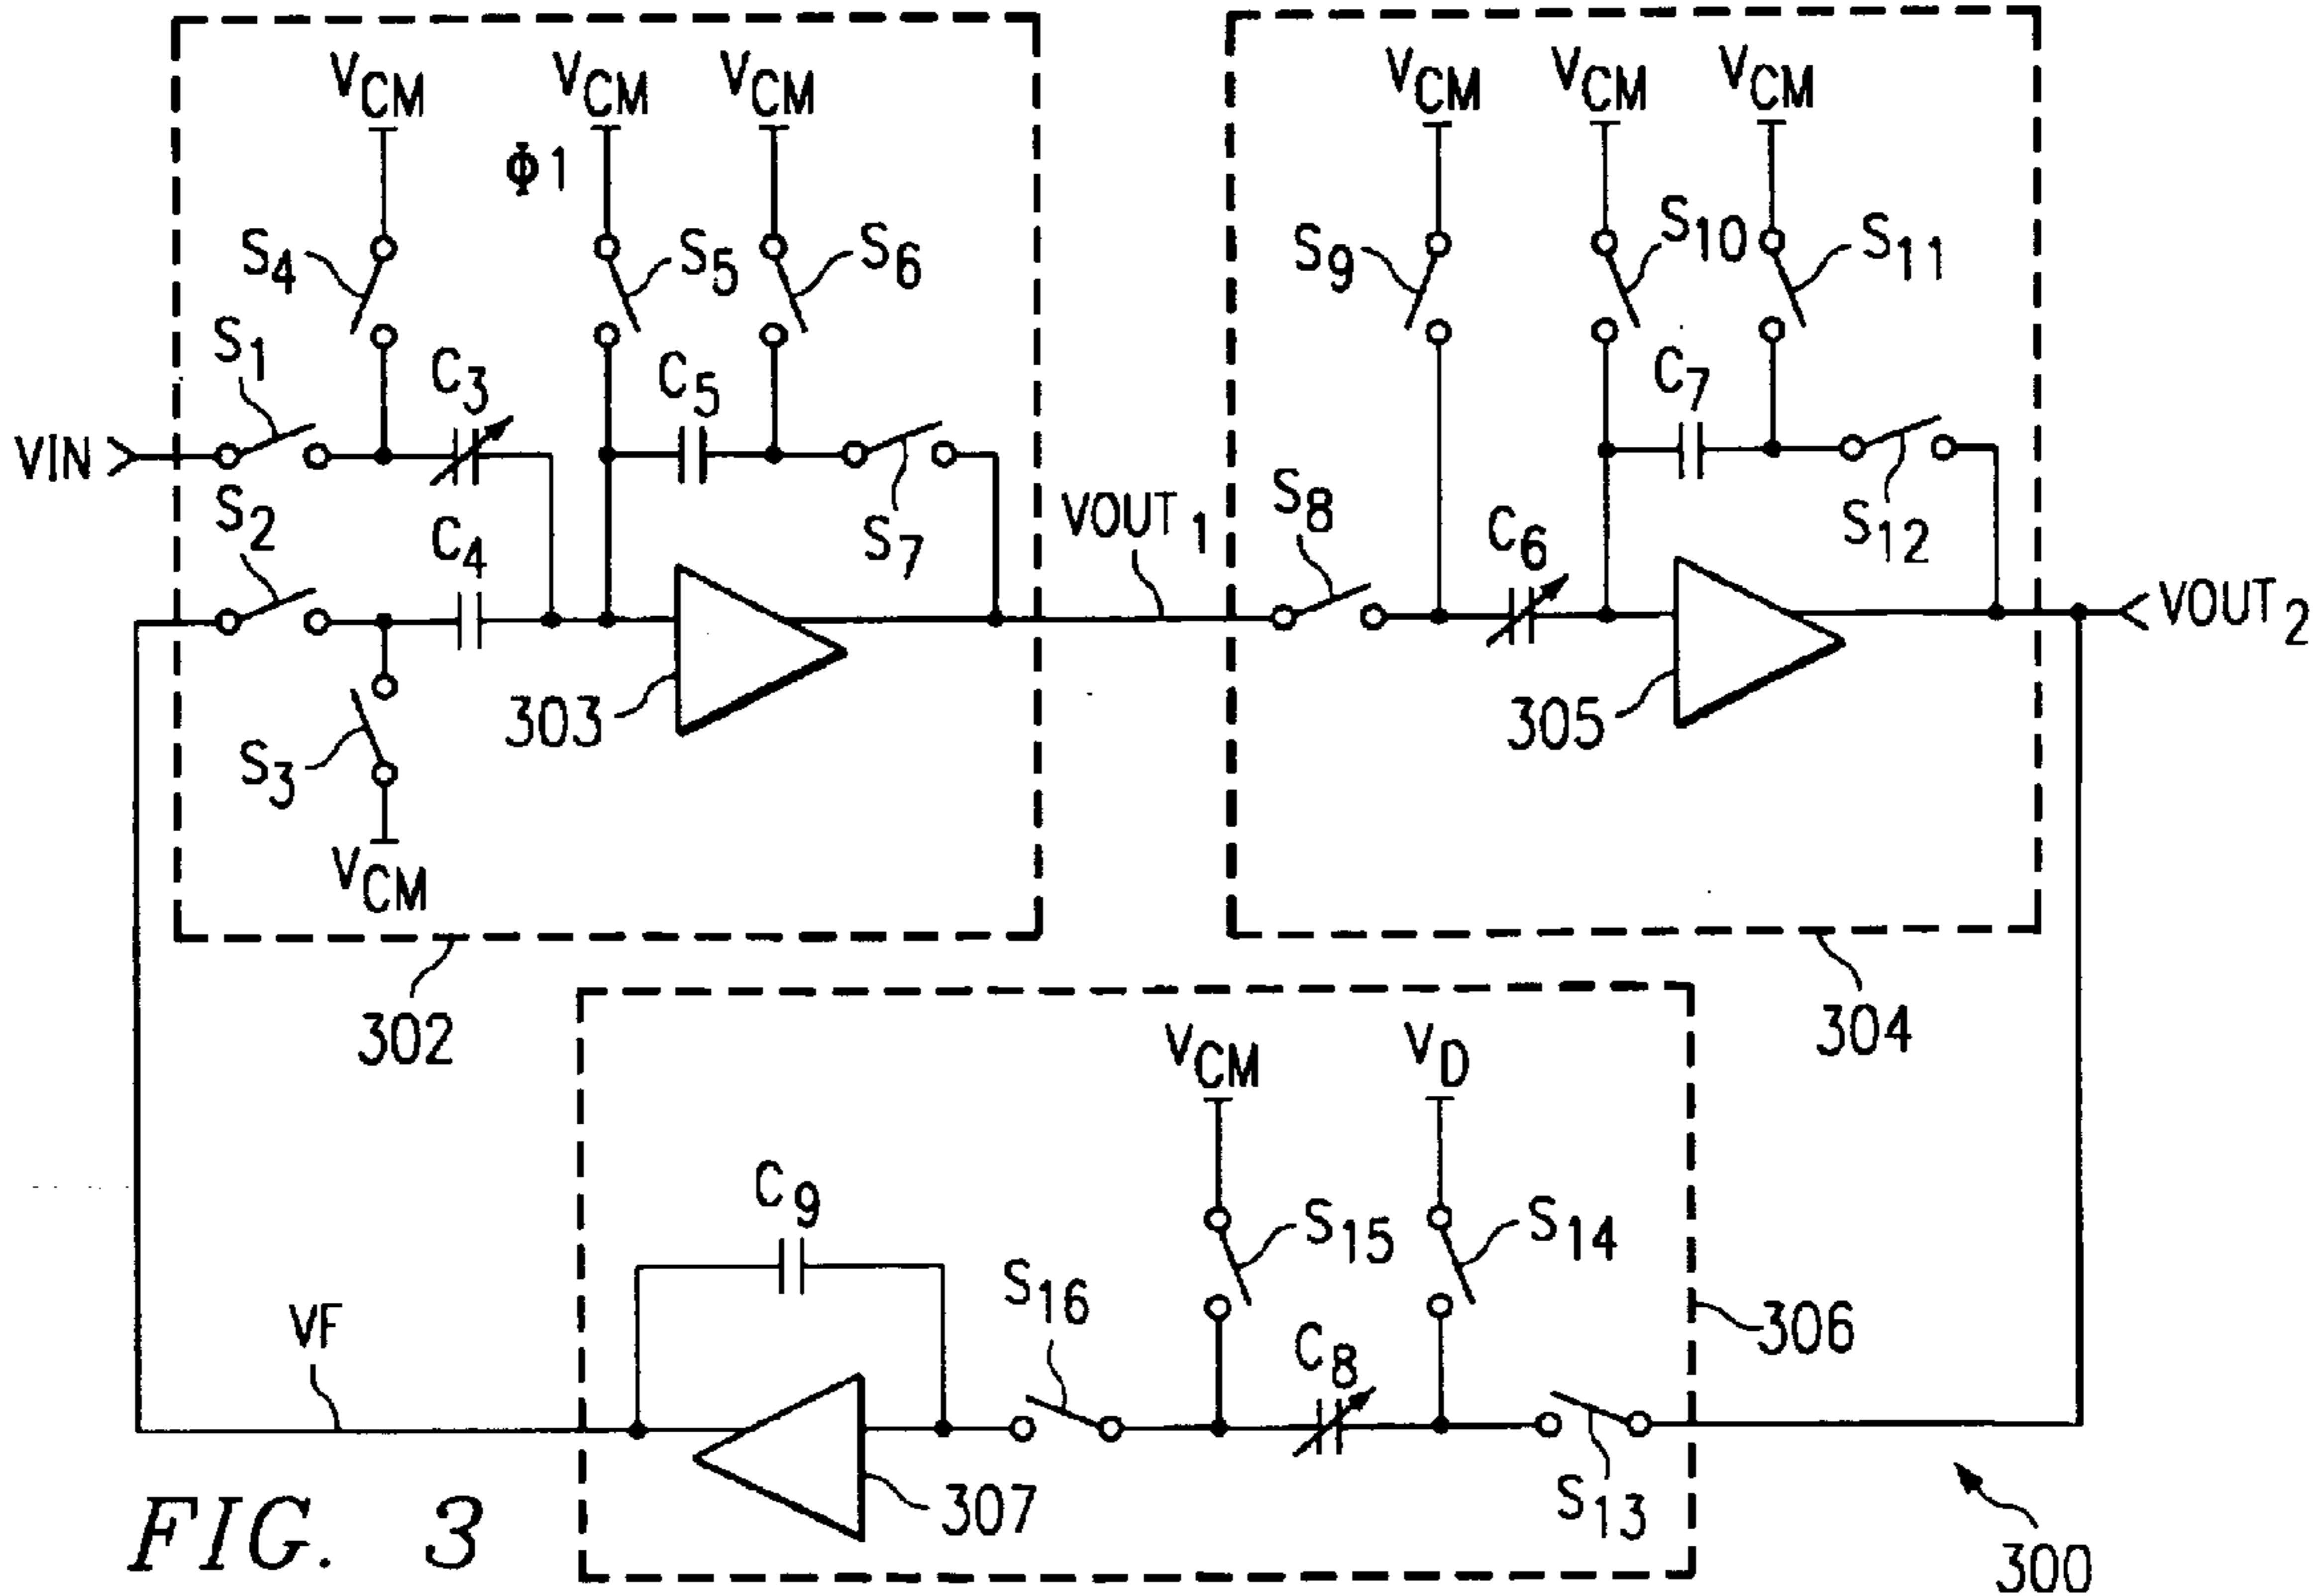 VCM VCM VCM VCM VCM VCM
Φ1
S4 S5 S6 S9 S10 S11
S1 C3 C5 C7
VIN
S2 C4 S7 VOUT1 S8 C6 S12
VOUT2
303 305
S3
VCM
302 304
VCM VD
C9 S15 S14
S16 306
VF C8
307 S13
FIG. 3 300